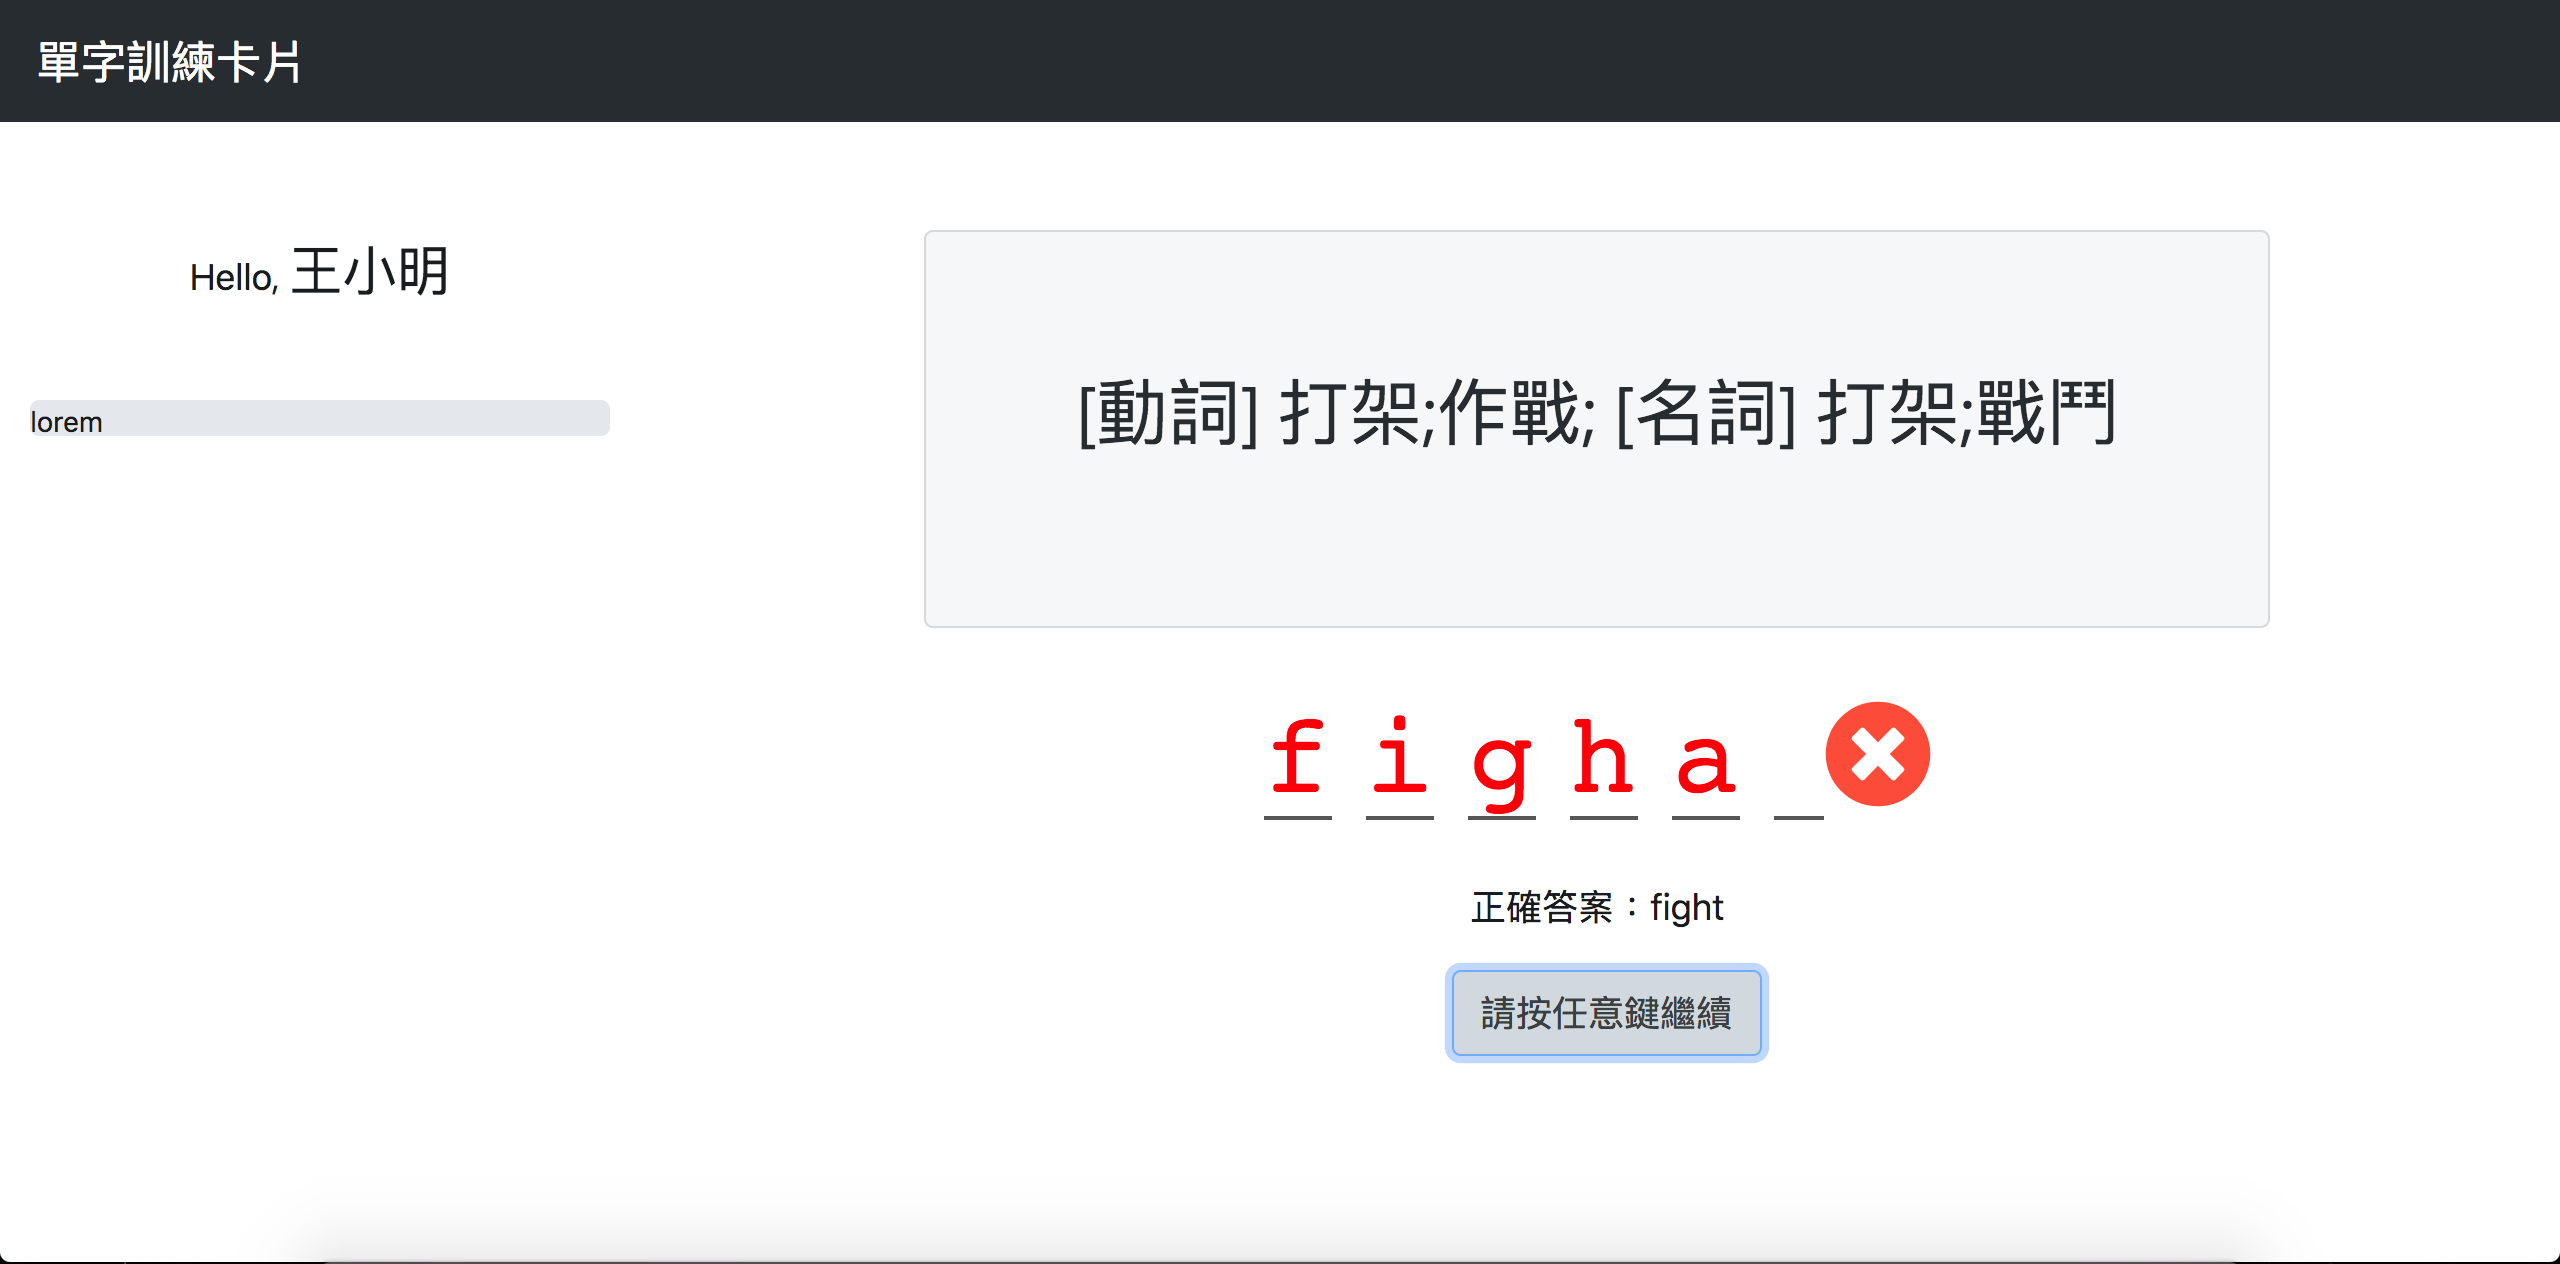 單字訓練卡片
Hello, 王小明
lorem
[動詞] 打架;作戰; [名詞] 打架;戰鬥
f i g h a
正確答案：fight
請按任意鍵繼續